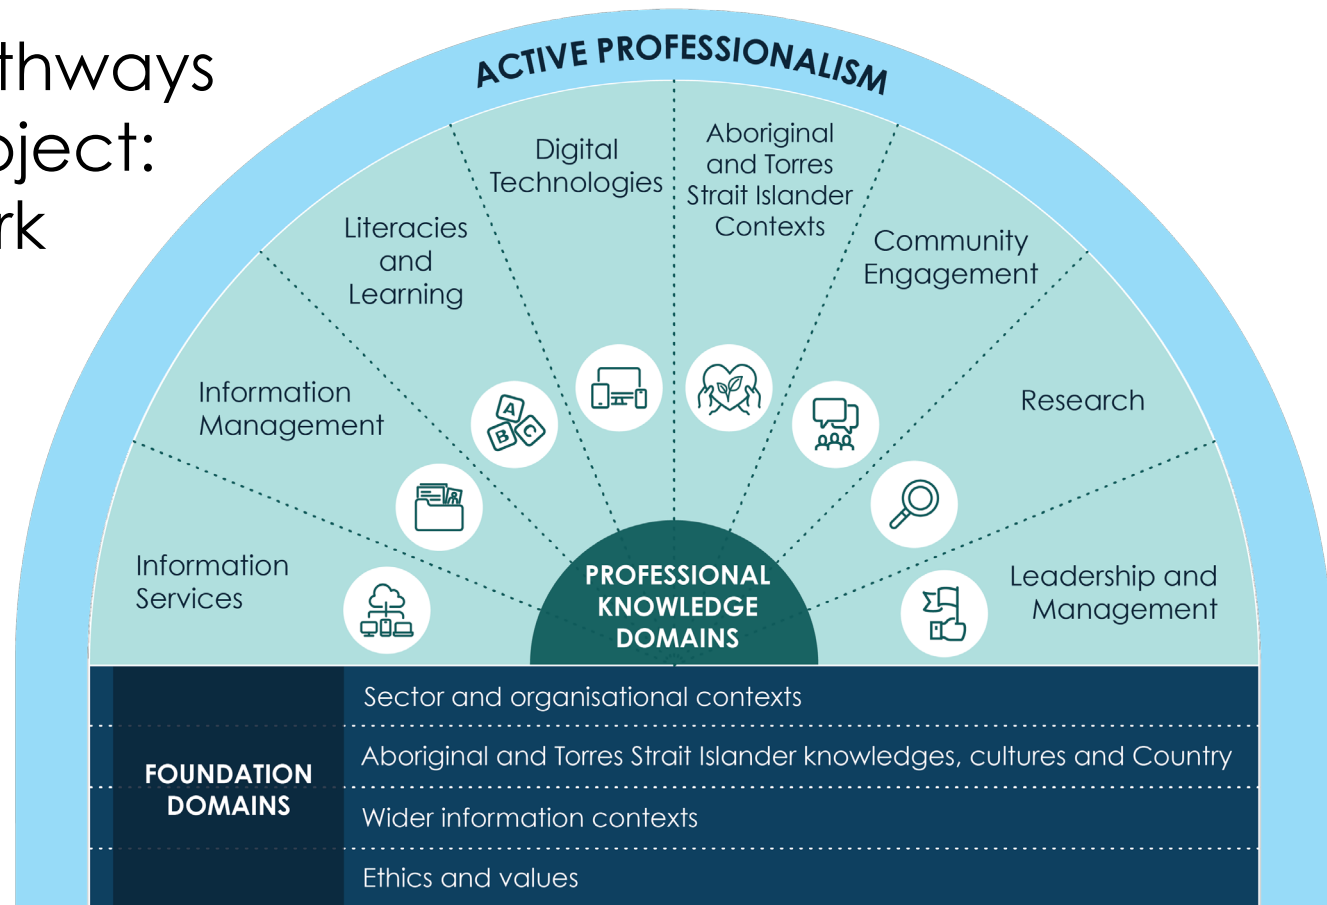 thways
oject:
rk
ACTIVE PROFESSIONALISM
Digital
Technologies
Aboriginal
and Torres
Strait Islander
Contexts
Literacies
and
Learning
Community
Engagement
Information
Management
Research
A
B
C
Information
Services
Leadership and
Management
PROFESSIONAL
KNOWLEDGE
DOMAINS
FOUNDATION
DOMAINS
Sector and organisational contexts
Aboriginal and Torres Strait Islander knowledges, cultures and Country
Wider information contexts
Ethics and values